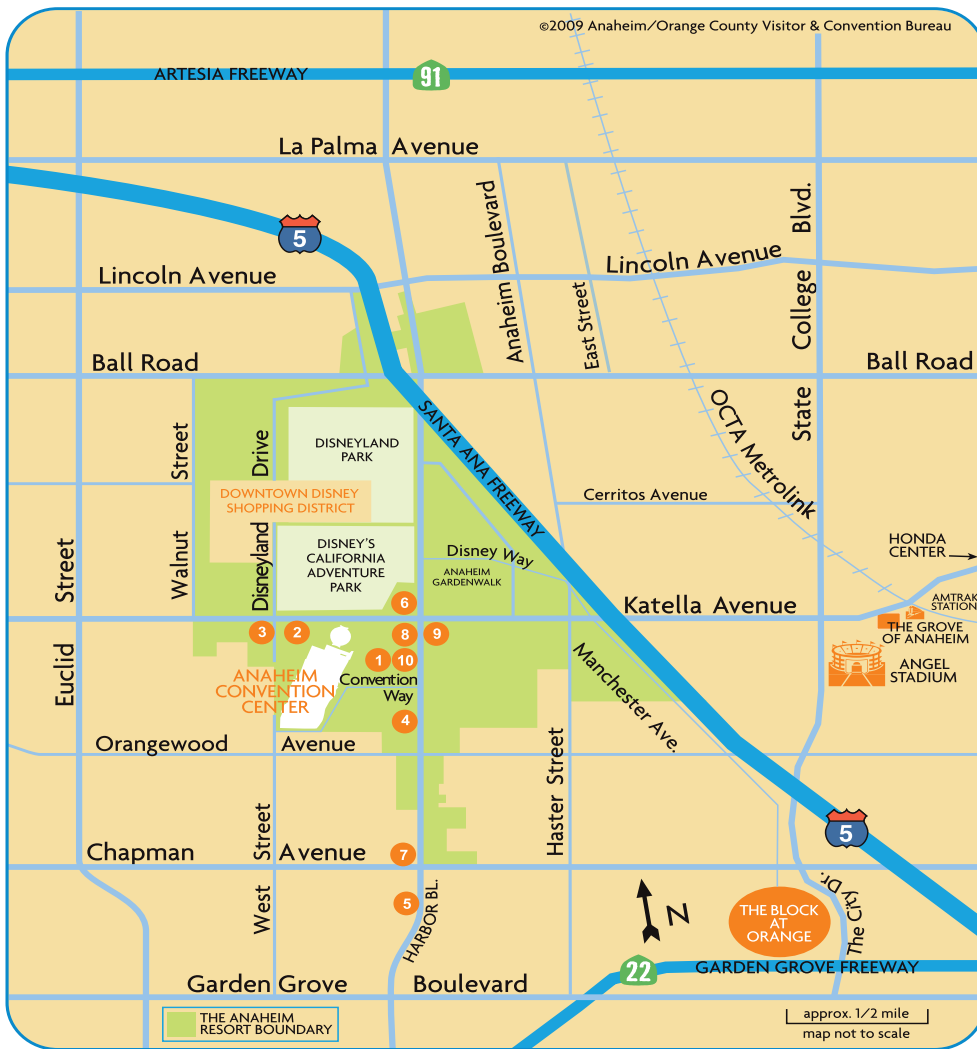 ©2009 Anaheim/Orange County Visitor & Convention Bureau
ARTESIA FREEWAY
91
La Palma Avenue
5
Anaheim Boulevard
Lincoln Avenue
Lincoln Avenue
East Street
State College Blvd.
Ball Road
Ball Road
SANTA ANA FREEWAY
OCTA Metrolink
DISNEYLAND
PARK
Walnut Street
Disneyland Drive
DOWNTOWN DISNEY
SHOPPING DISTRICT
Cerritos Avenue
DISNEY'S
CALIFORNIA
ADVENTURE
PARK
Disney Way
ANAHEIM
GARDENWALK
HONDA
CENTER
Euclid Street
6
Katella Avenue
AMTRAK
STATION
THE GROVE
OF ANAHEIM
3
2
8
9
1
10
ANGEL
STADIUM
ANAHEIM
CONVENTION
CENTER
Convention
Way
4
Manchester Ave.
Orangewood Avenue
Haster Street
West Street
5
Chapman Avenue
7
5
HARBOR BL.
N
THE BLOCK
AT
ORANGE
The City Dr.
22
GARDEN GROVE FREEWAY
Garden Grove Boulevard
THE ANAHEIM
RESORT BOUNDARY
approx. 1/2 mile
map not to scale